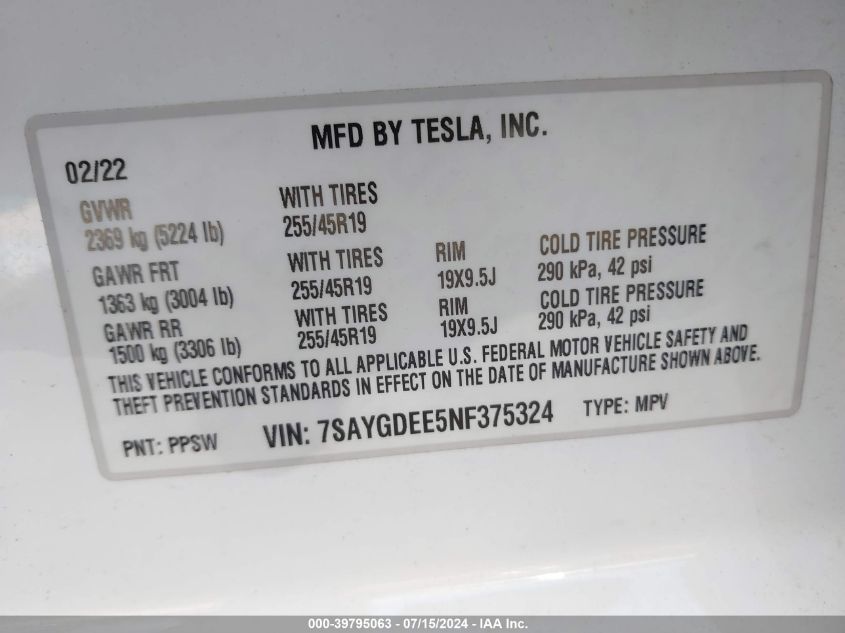 MFD BY TESLA, INC.
02/22
GVWR
2369 kg (5224 lb)
WITH TIRES
255/45R19
GAWR FRT
1363 kg (3004 lb)
WITH TIRES
255/45R19
RIM
19X9.5J
COLD TIRE PRESSURE
290 kPa, 42 psi
GAWR RR
1500 kg (3306 lb)
WITH TIRES
255/45R19
RIM
19X9.5J
COLD TIRE PRESSURE
290 kPa, 42 psi
THIS VEHICLE CONFORMS TO ALL APPLICABLE U.S. FEDERAL MOTOR VEHICLE SAFETY AND
THEFT PREVENTION STANDARDS IN EFFECT ON THE DATE OF MANUFACTURE SHOWN ABOVE.
PNT: PPSW VIN: 7SAYGDEE5NF375324 TYPE: MPV
000-39795063 - 07/15/2024 - IAA Inc.